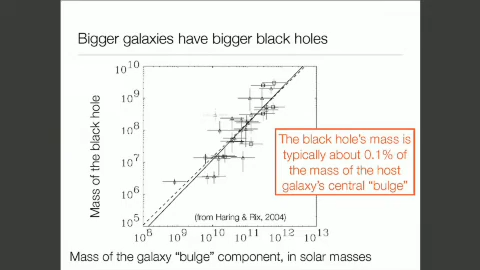 Bigger galaxies have bigger black holes
Mass of the black hole
10^10
10^9
10^8
10^7
10^6
10^5
The black hole's mass is
typically about 0.1% of
the mass of the host
galaxy's central "bulge"
(from Haring & Rix, 2004)
10^8 10^9 10^10 10^11 10^12 10^13
Mass of the galaxy "bulge" component, in solar masses